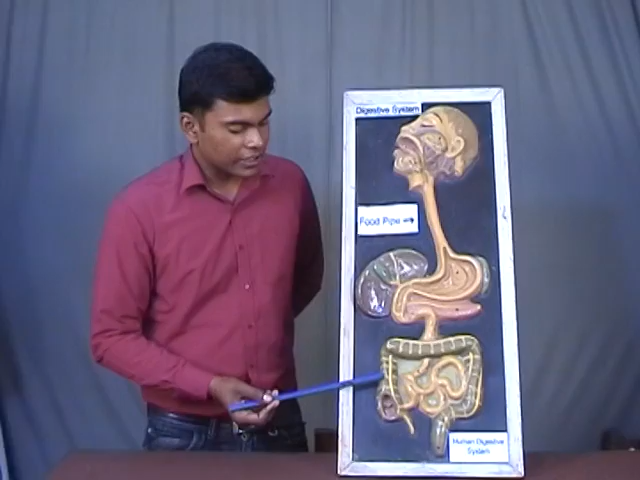 Digestive System
Food Pipe →
Human Digestive
System